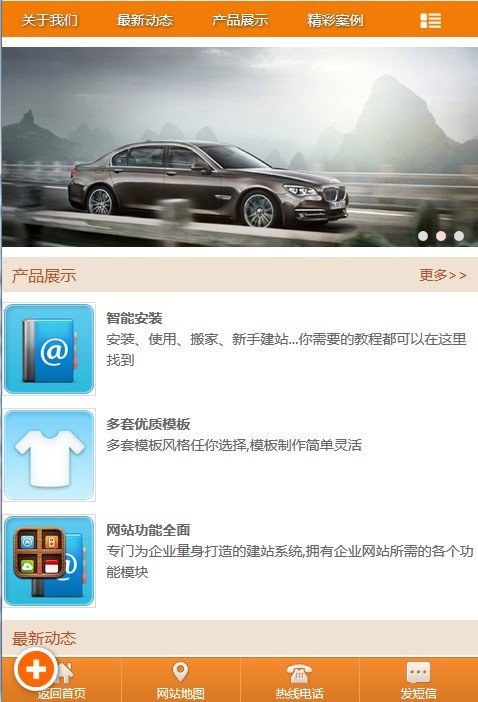 关于我们 最新动态 产品展示 精彩案例
产品展示 更多>>
智能安装
安装、使用、搬家、新手建站...你需要的教程都可以在这里
找到
多套优质模板
多套模板风格任你选择,模板制作简单灵活
网站功能全面
专门为企业量身打造的建站系统,拥有企业网站所需的各个功
能模块
最新动态
返回首页 网站地图 热线电话 发短信